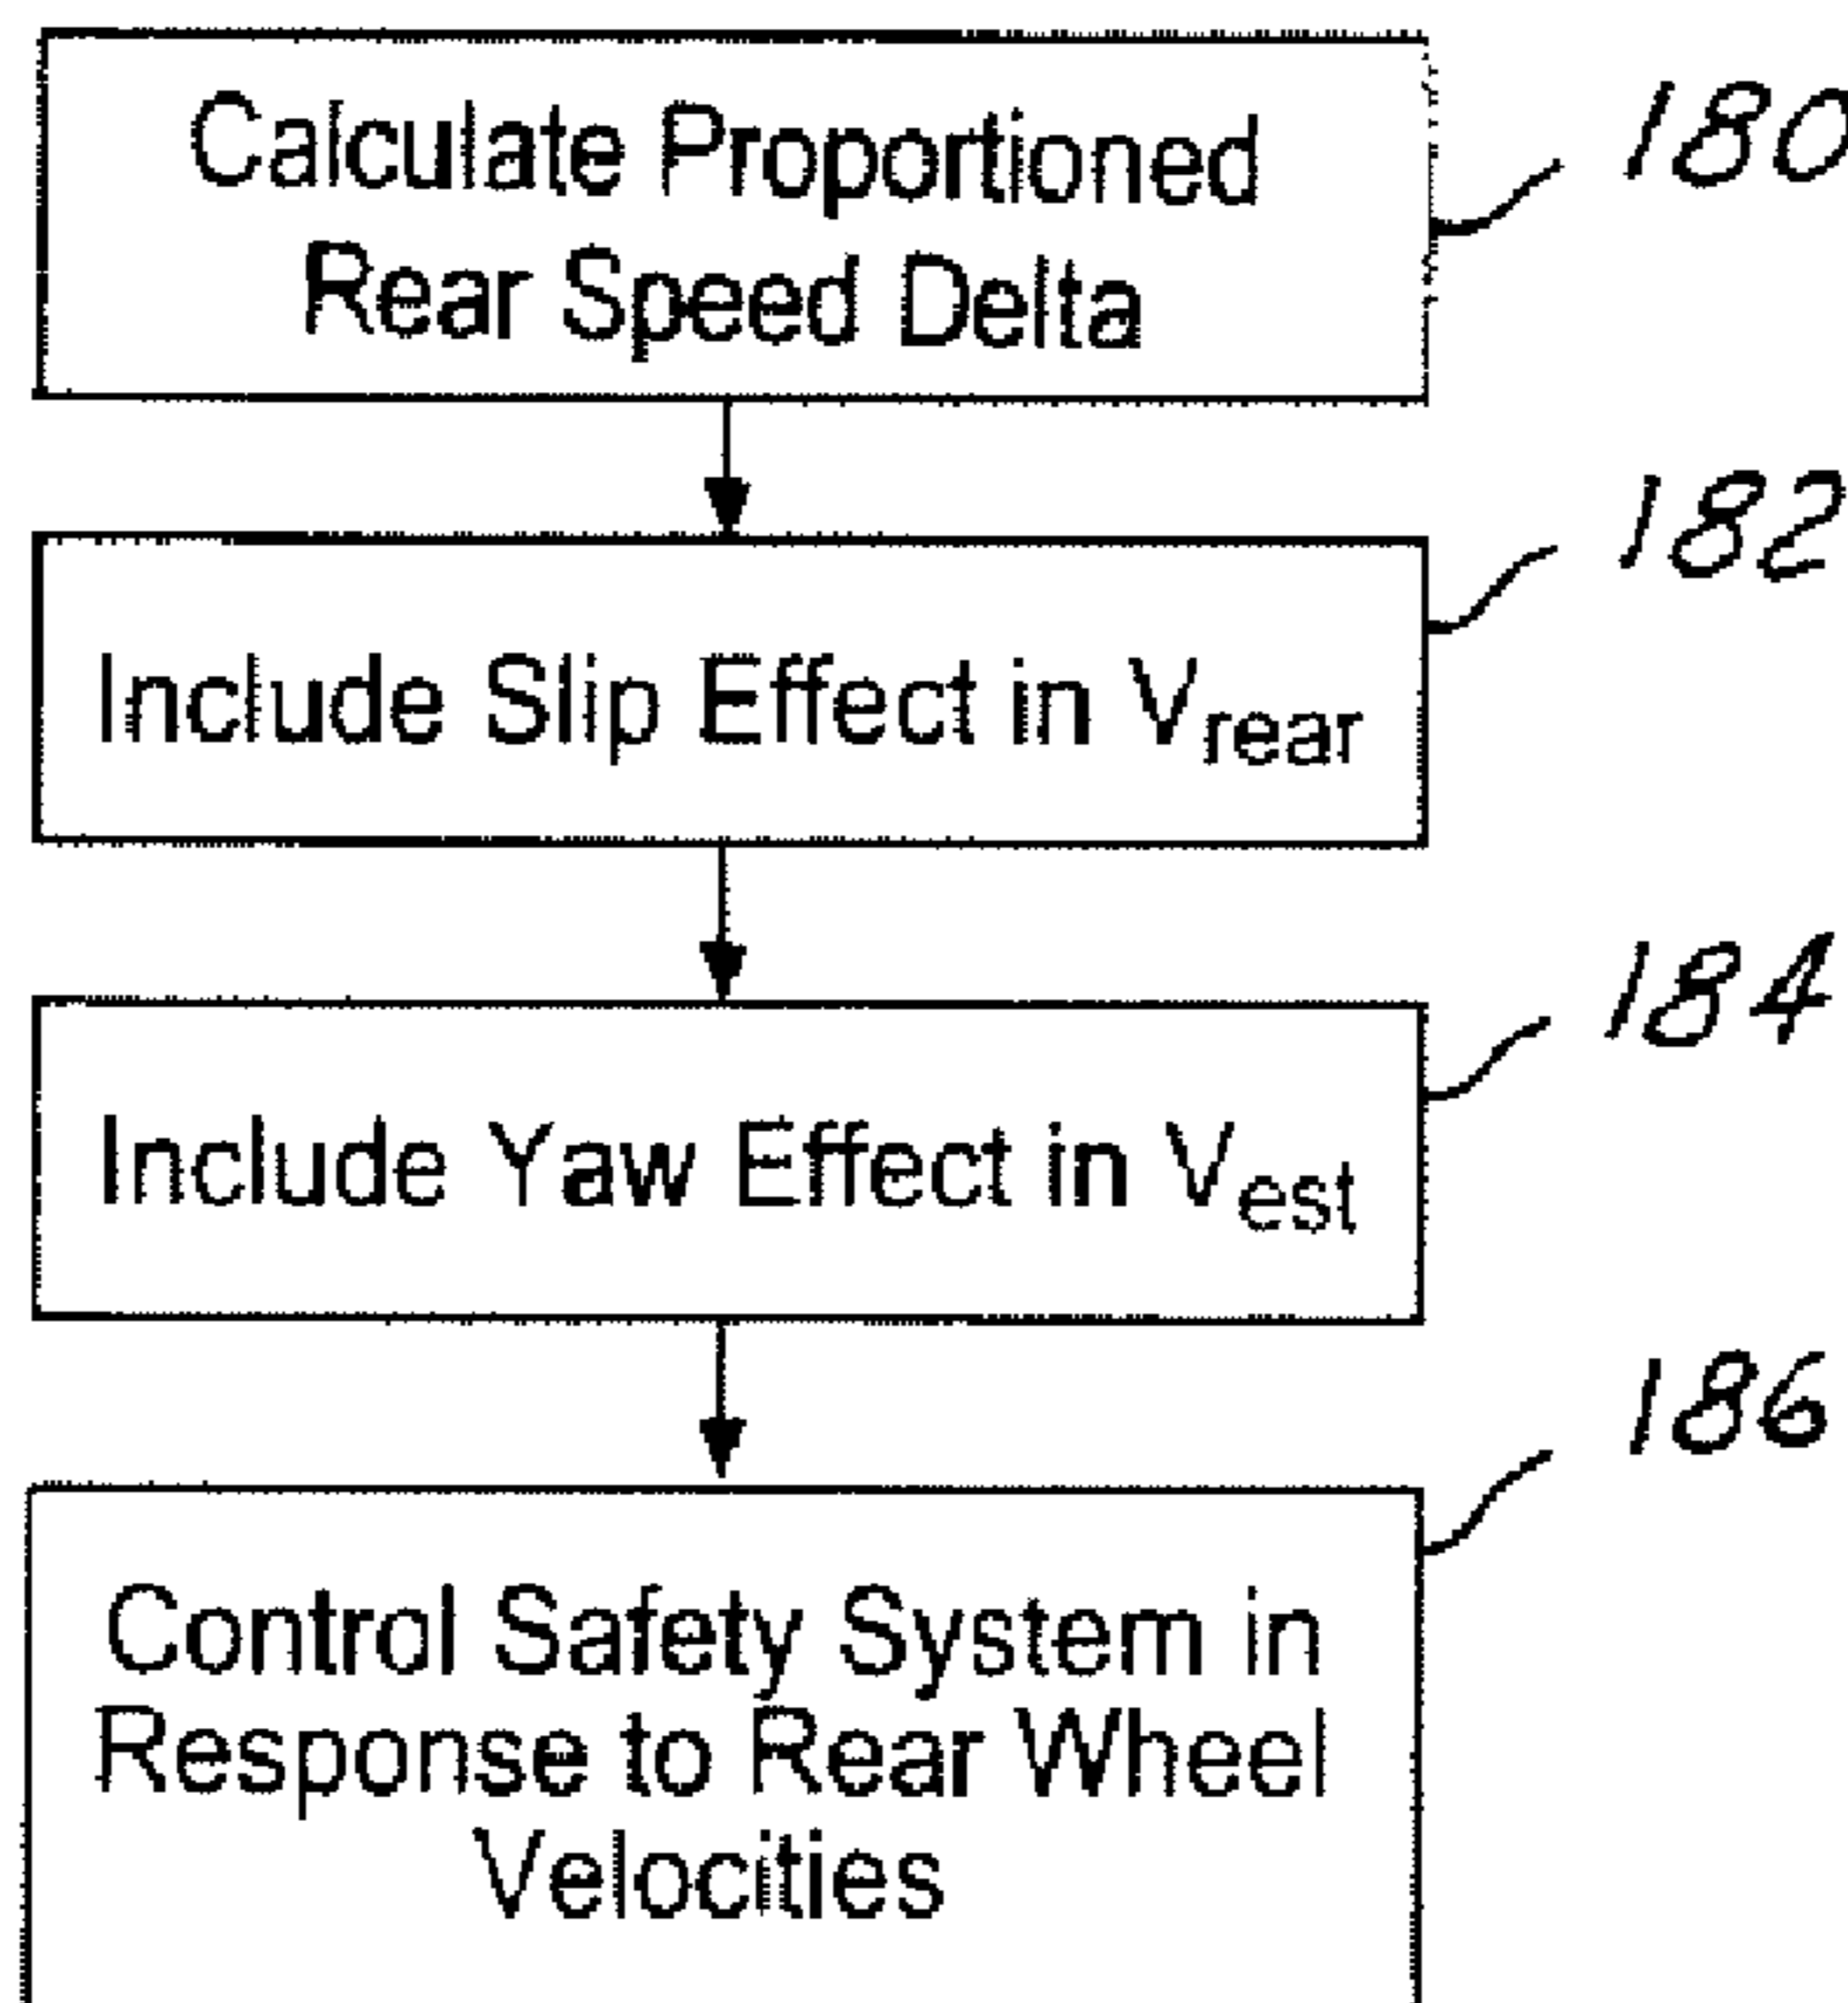 Calculate Proportioned
Rear Speed Delta
180
182
Include Slip Effect in Vrear
184
Include Yaw Effect in Vest
186
Control Safety System in
Response to Rear Wheel
Velocities